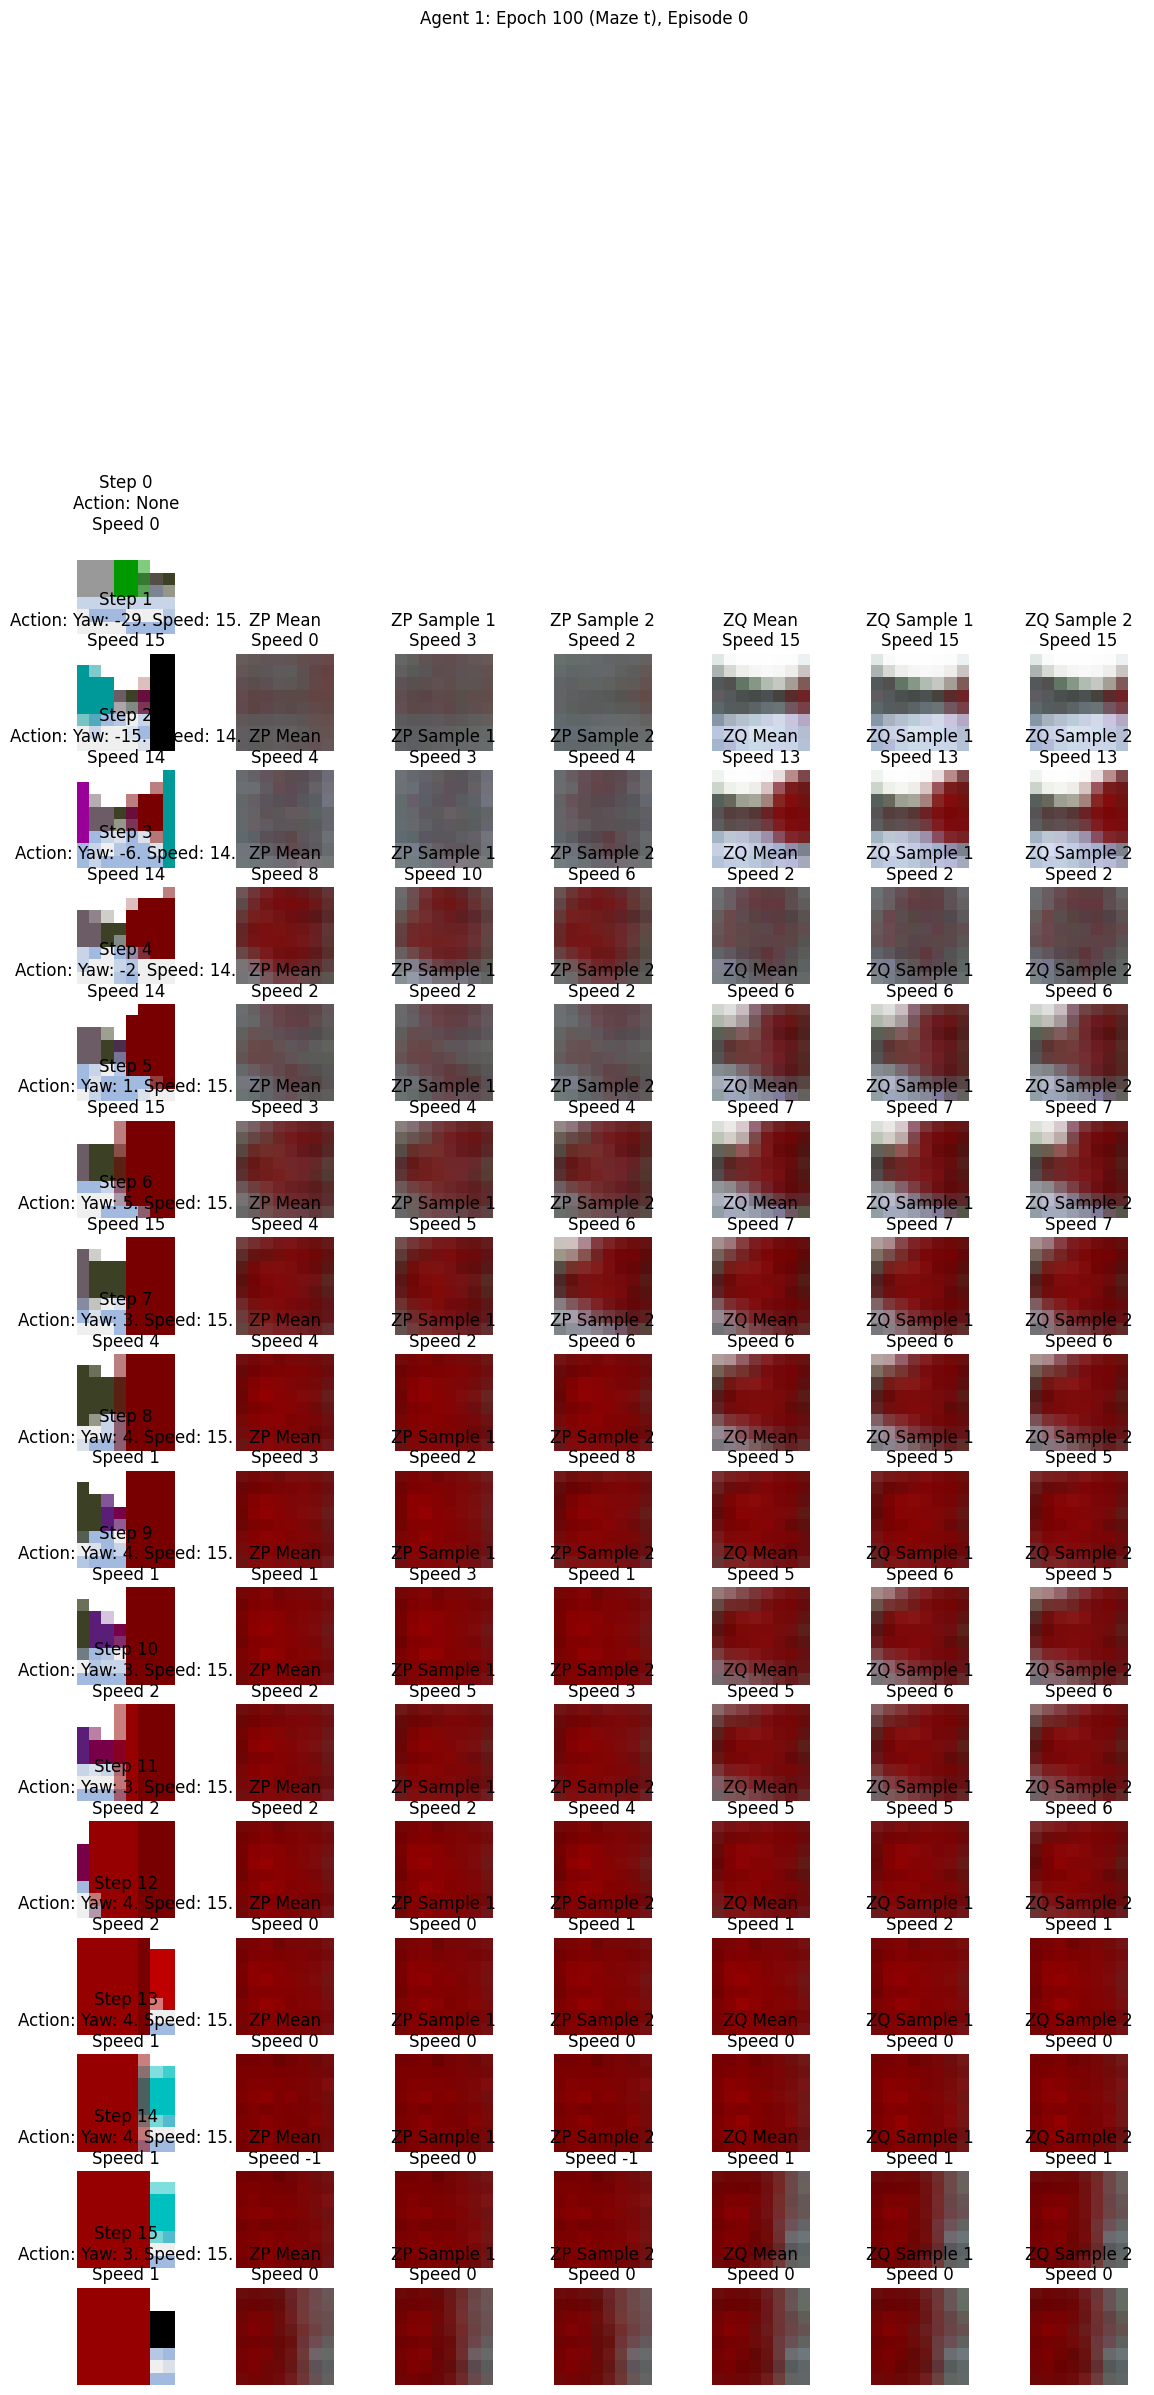 Agent 1: Epoch 100 (Maze t), Episode 0
Step 0
Action: None
Speed 0
Step 1
Action: Yaw: -29. Speed: 15.
Speed 15
ZP Mean
Speed 0
ZP Sample 1
Speed 3
ZP Sample 2
Speed 2
ZQ Mean
Speed 15
ZQ Sample 1
Speed 15
ZQ Sample 2
Speed 15
Step 2
Action: Yaw: -15. Speed: 14.
Speed 14
ZP Mean
Speed 4
ZP Sample 1
Speed 3
ZP Sample 2
Speed 4
ZQ Mean
Speed 13
ZQ Sample 1
Speed 13
ZQ Sample 2
Speed 13
Step 3
Action: Yaw: -6. Speed: 14.
Speed 14
ZP Mean
Speed 8
ZP Sample 1
Speed 10
ZP Sample 2
Speed 6
ZQ Mean
Speed 2
ZQ Sample 1
Speed 2
ZQ Sample 2
Speed 2
Step 4
Action: Yaw: -2. Speed: 14.
Speed 14
ZP Mean
Speed 2
ZP Sample 1
Speed 2
ZP Sample 2
Speed 2
ZQ Mean
Speed 6
ZQ Sample 1
Speed 6
ZQ Sample 2
Speed 6
Step 5
Action: Yaw: 1. Speed: 15.
Speed 15
ZP Mean
Speed 3
ZP Sample 1
Speed 4
ZP Sample 2
Speed 4
ZQ Mean
Speed 7
ZQ Sample 1
Speed 7
ZQ Sample 2
Speed 7
Step 6
Action: Yaw: 5. Speed: 15.
Speed 15
ZP Mean
Speed 4
ZP Sample 1
Speed 5
ZP Sample 2
Speed 6
ZQ Mean
Speed 7
ZQ Sample 1
Speed 7
ZQ Sample 2
Speed 7
Step 7
Action: Yaw: 3. Speed: 15.
Speed 4
ZP Mean
Speed 4
ZP Sample 1
Speed 2
ZP Sample 2
Speed 6
ZQ Mean
Speed 6
ZQ Sample 1
Speed 6
ZQ Sample 2
Speed 6
Step 8
Action: Yaw: 4. Speed: 15.
Speed 1
ZP Mean
Speed 3
ZP Sample 1
Speed 2
ZP Sample 2
Speed 8
ZQ Mean
Speed 5
ZQ Sample 1
Speed 5
ZQ Sample 2
Speed 5
Step 9
Action: Yaw: 4. Speed: 15.
Speed 1
ZP Mean
Speed 1
ZP Sample 1
Speed 3
ZP Sample 2
Speed 1
ZQ Mean
Speed 5
ZQ Sample 1
Speed 6
ZQ Sample 2
Speed 5
Step 10
Action: Yaw: 3. Speed: 15.
Speed 2
ZP Mean
Speed 2
ZP Sample 1
Speed 5
ZP Sample 2
Speed 3
ZQ Mean
Speed 5
ZQ Sample 1
Speed 6
ZQ Sample 2
Speed 6
Step 11
Action: Yaw: 3. Speed: 15.
Speed 2
ZP Mean
Speed 2
ZP Sample 1
Speed 2
ZP Sample 2
Speed 4
ZQ Mean
Speed 5
ZQ Sample 1
Speed 5
ZQ Sample 2
Speed 6
Step 12
Action: Yaw: 4. Speed: 15.
Speed 2
ZP Mean
Speed 0
ZP Sample 1
Speed 0
ZP Sample 2
Speed 1
ZQ Mean
Speed 1
ZQ Sample 1
Speed 2
ZQ Sample 2
Speed 1
Step 13
Action: Yaw: 4. Speed: 15.
Speed 1
ZP Mean
Speed 0
ZP Sample 1
Speed 0
ZP Sample 2
Speed 0
ZQ Mean
Speed 0
ZQ Sample 1
Speed 0
ZQ Sample 2
Speed 0
Step 14
Action: Yaw: 4. Speed: 15.
Speed 1
ZP Mean
Speed -1
ZP Sample 1
Speed 0
ZP Sample 2
Speed -1
ZQ Mean
Speed 1
ZQ Sample 1
Speed 1
ZQ Sample 2
Speed 1
Step 15
Action: Yaw: 3. Speed: 15.
Speed 1
ZP Mean
Speed 0
ZP Sample 1
Speed 0
ZP Sample 2
Speed 0
ZQ Mean
Speed 0
ZQ Sample 1
Speed 0
ZQ Sample 2
Speed 0